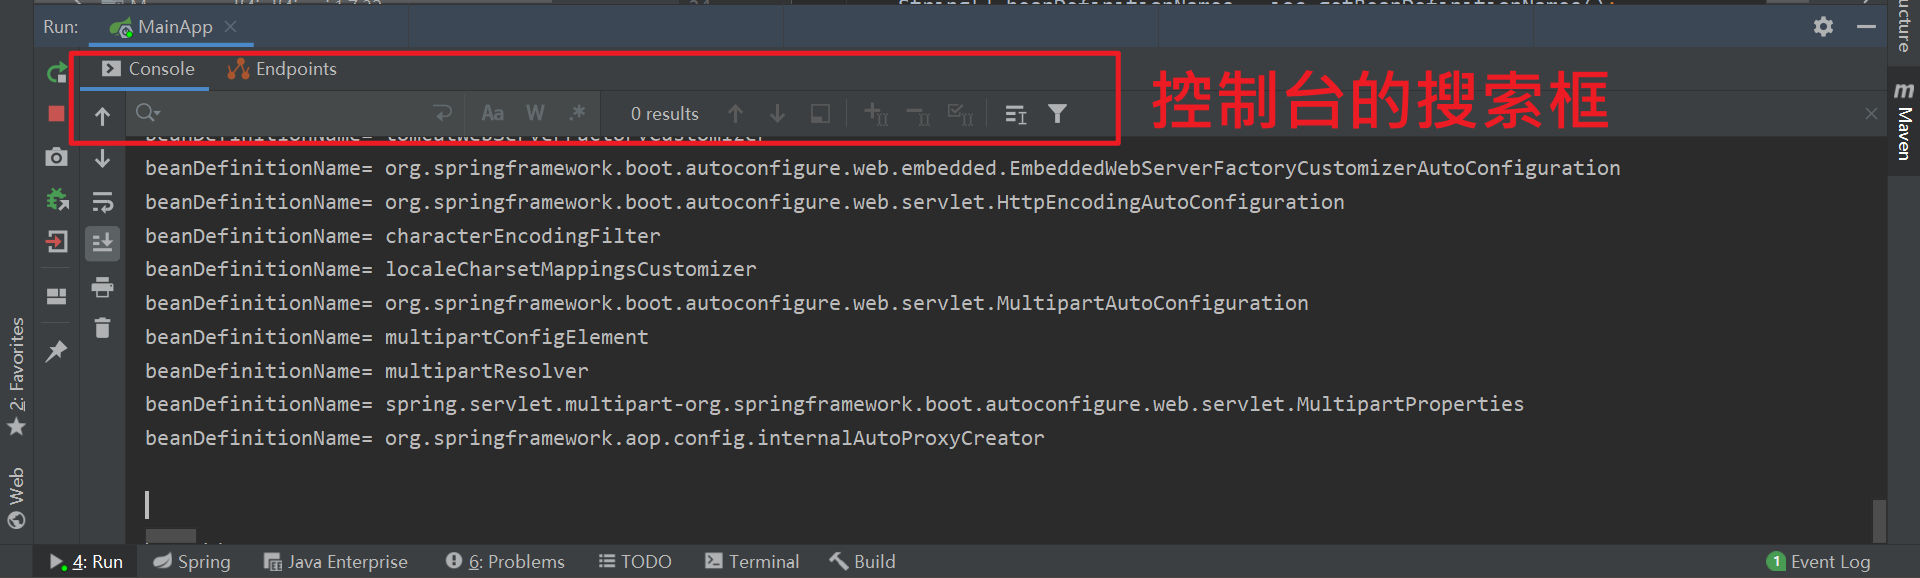 Run: MainApp
Console Endpoints
Aa W .* 0 results
控制台的搜索框
beanDefinitionName= tomcatWebServerFactoryCustomizer
beanDefinitionName= org.springframework.boot.autoconfigure.web.embedded.EmbeddedWebServerFactoryCustomizerAutoConfiguration
beanDefinitionName= org.springframework.boot.autoconfigure.web.servlet.HttpEncodingAutoConfiguration
beanDefinitionName= characterEncodingFilter
beanDefinitionName= localeCharsetMappingsCustomizer
beanDefinitionName= org.springframework.boot.autoconfigure.web.servlet.MultipartAutoConfiguration
beanDefinitionName= multipartConfigElement
beanDefinitionName= multipartResolver
beanDefinitionName= spring.servlet.multipart-org.springframework.boot.autoconfigure.web.servlet.MultipartProperties
beanDefinitionName= org.springframework.aop.config.internalAutoProxyCreator
2: Favorites
Web
ucture
m Maven
4: Run Spring Java Enterprise 6: Problems TODO Terminal Build 1 Event Log